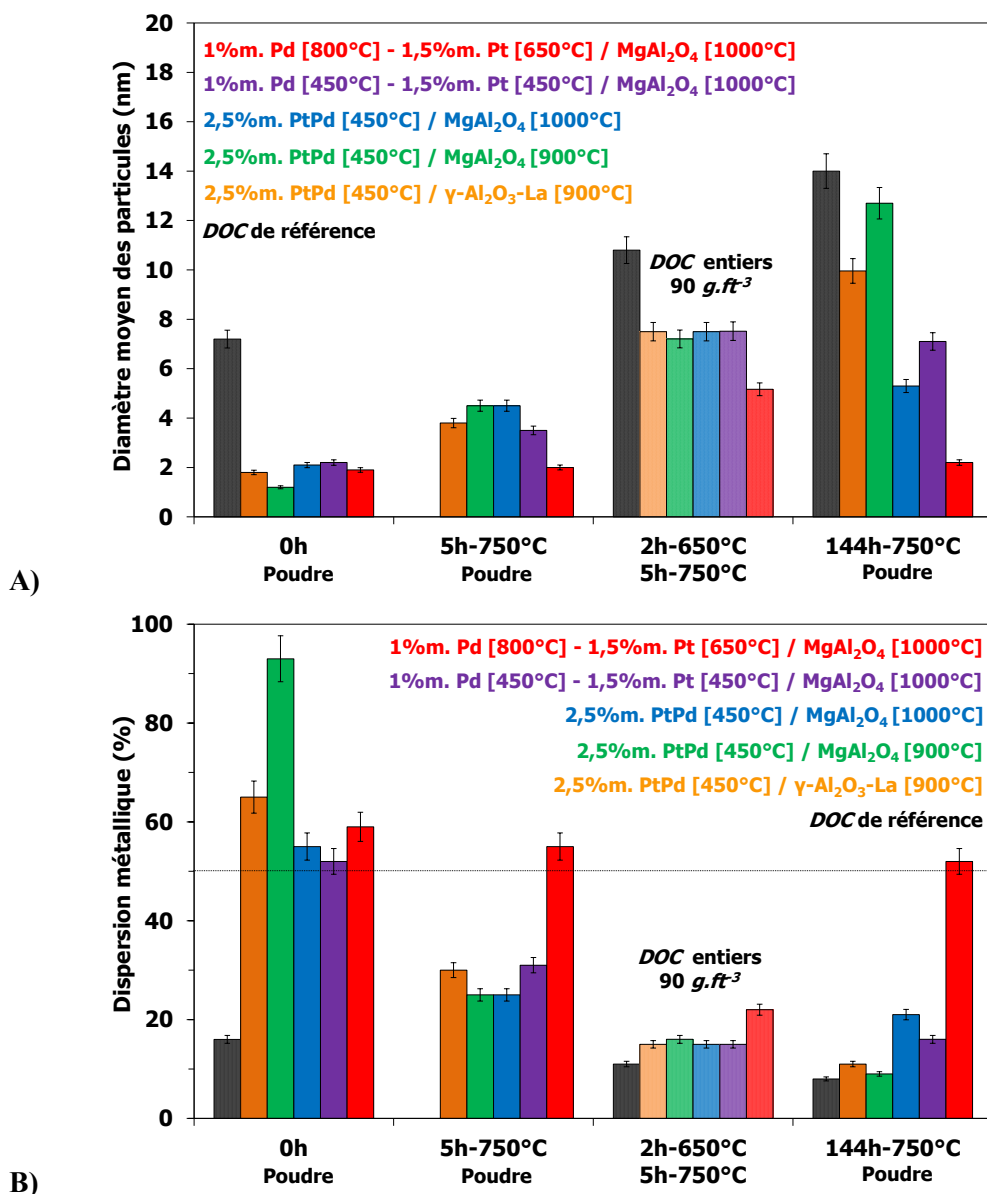 20
18
16
14
12
10
8
6
4
2
0
Diamètre moyen des particules (nm)
1%m. Pd [800°C] - 1,5%m. Pt [650°C] / MgAl₂O₄ [1000°C]
1%m. Pd [450°C] - 1,5%m. Pt [450°C] / MgAl₂O₄ [1000°C]
2,5%m. PtPd [450°C] / MgAl₂O₄ [1000°C]
2,5%m. PtPd [450°C] / MgAl₂O₄ [900°C]
2,5%m. PtPd [450°C] / γ-Al₂O₃-La [900°C]
DOC de référence
DOC entiers
90 g.ft⁻³
0h
Poudre
5h-750°C
Poudre
2h-650°C
5h-750°C
144h-750°C
Poudre
A)
100
80
60
40
20
0
Dispersion métallique (%)
1%m. Pd [800°C] - 1,5%m. Pt [650°C] / MgAl₂O₄ [1000°C]
1%m. Pd [450°C] - 1,5%m. Pt [450°C] / MgAl₂O₄ [1000°C]
2,5%m. PtPd [450°C] / MgAl₂O₄ [1000°C]
2,5%m. PtPd [450°C] / MgAl₂O₄ [900°C]
2,5%m. PtPd [450°C] / γ-Al₂O₃-La [900°C]
DOC de référence
DOC entiers
90 g.ft⁻³
0h
Poudre
5h-750°C
Poudre
2h-650°C
5h-750°C
144h-750°C
Poudre
B)